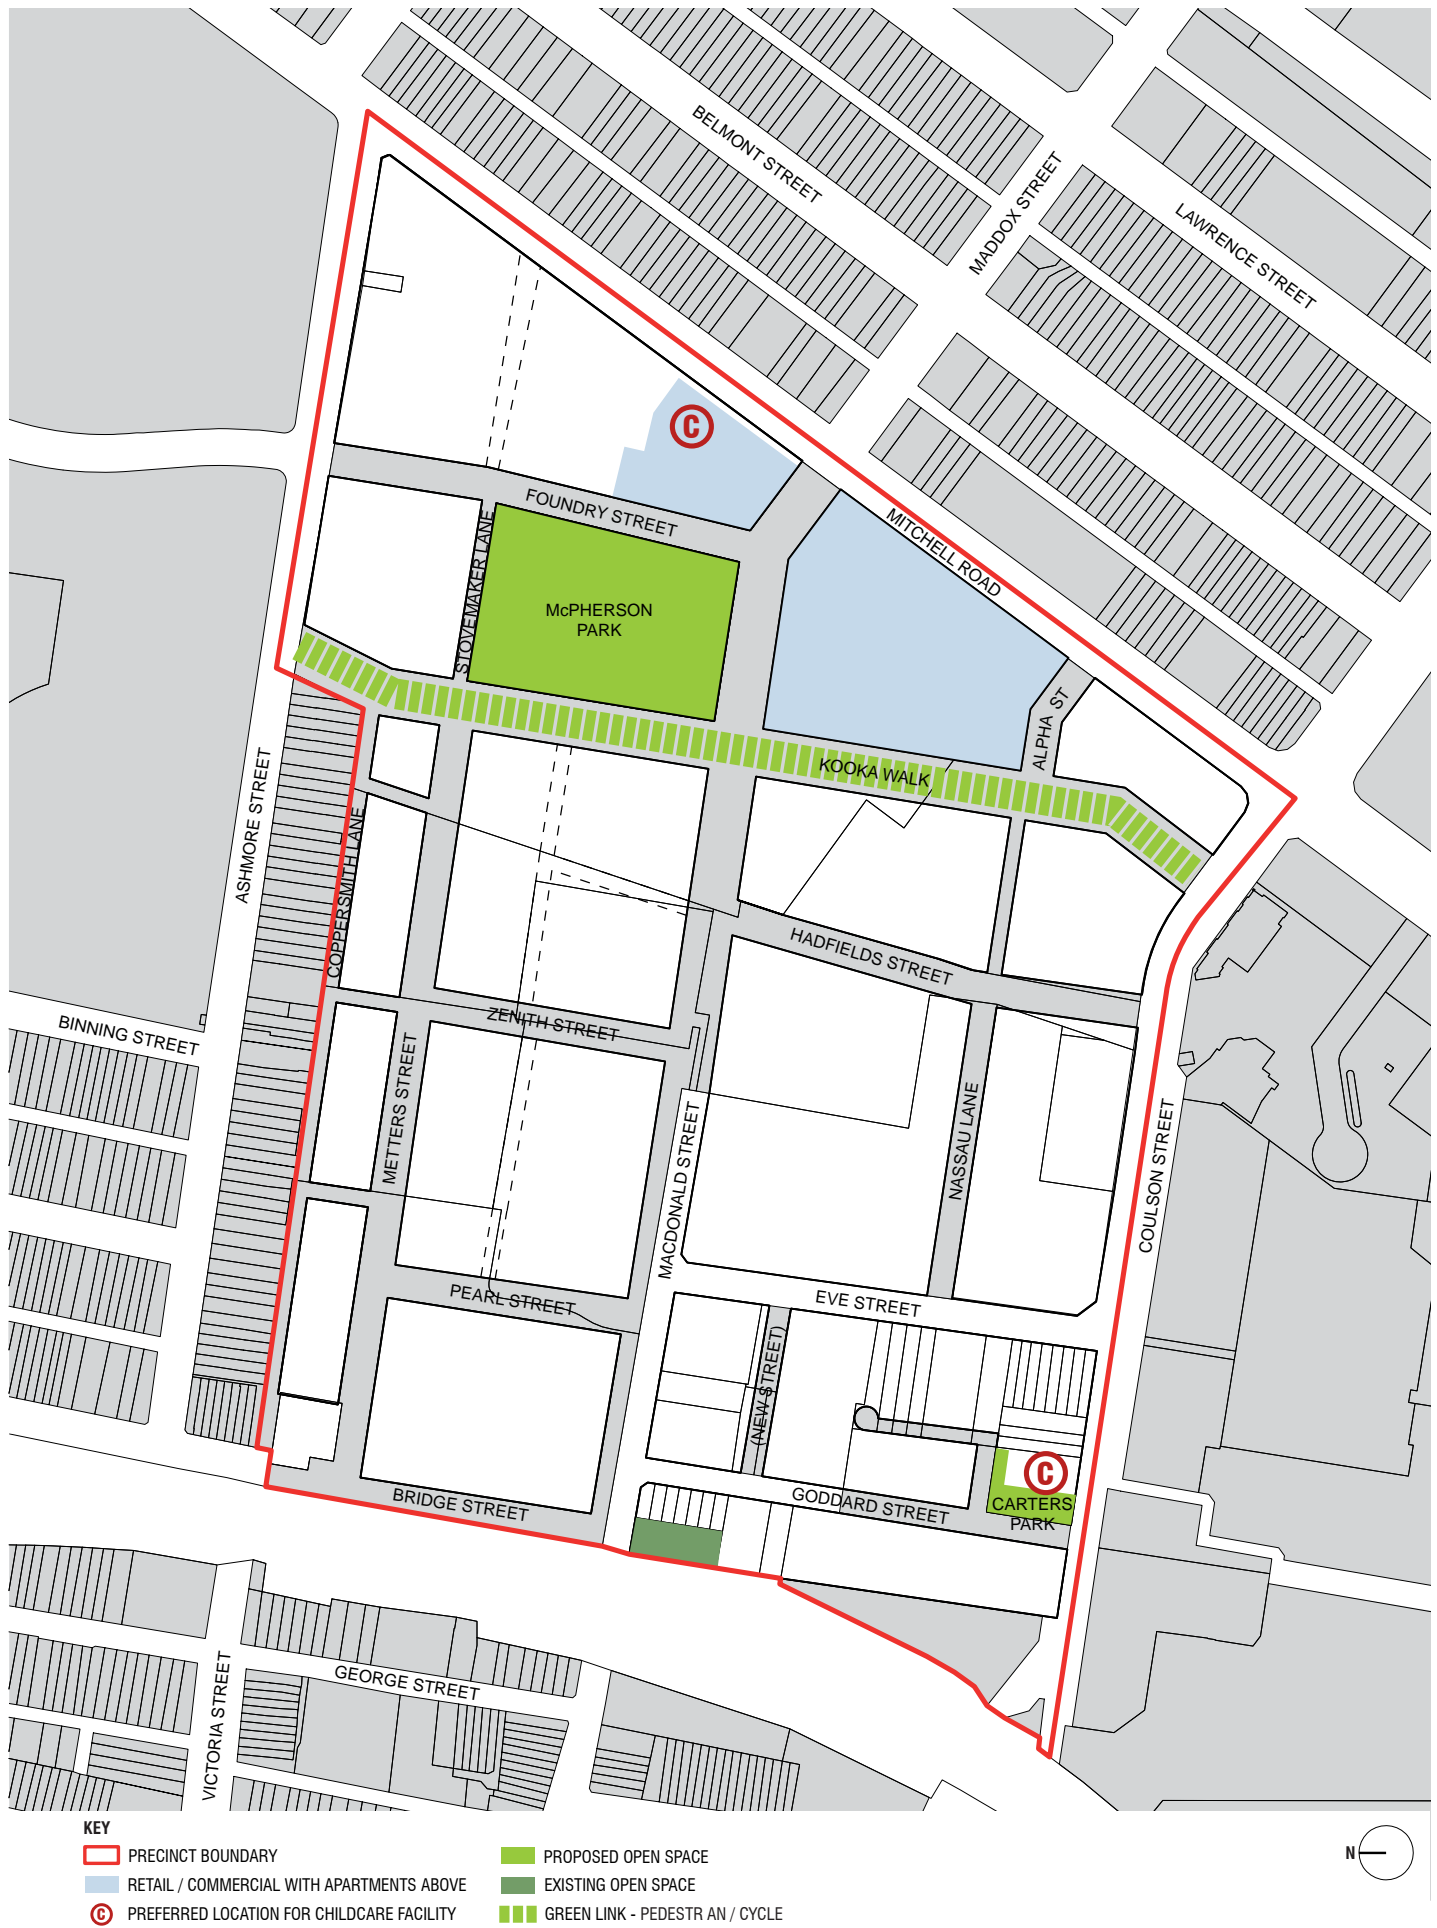 BELMONT STREET
MADDOX STREET
LAWRENCE STREET
C
FOUNDRY STREET
MITCHELL ROAD
STOVEMAKER LANE
McPHERSON
PARK
ALPHA ST
KOOKA WALK
ASHMORE STREET
COPPERSMITH LANE
HADFIELDS STREET
BINNING STREET
ZENITH STREET
METTERS STREET
NASSAU LANE
MACDONALD STREET
COULSON STREET
PEARL STREET
EVE STREET
(NEW STREET)
C
BRIDGE STREET
GODDARD STREET
CARTERS
PARK
GEORGE STREET
VICTORIA STREET
KEY
PRECINCT BOUNDARY
RETAIL / COMMERCIAL WITH APARTMENTS ABOVE
C PREFERRED LOCATION FOR CHILDCARE FACILITY
PROPOSED OPEN SPACE
EXISTING OPEN SPACE
GREEN LINK - PEDESTR AN / CYCLE
N